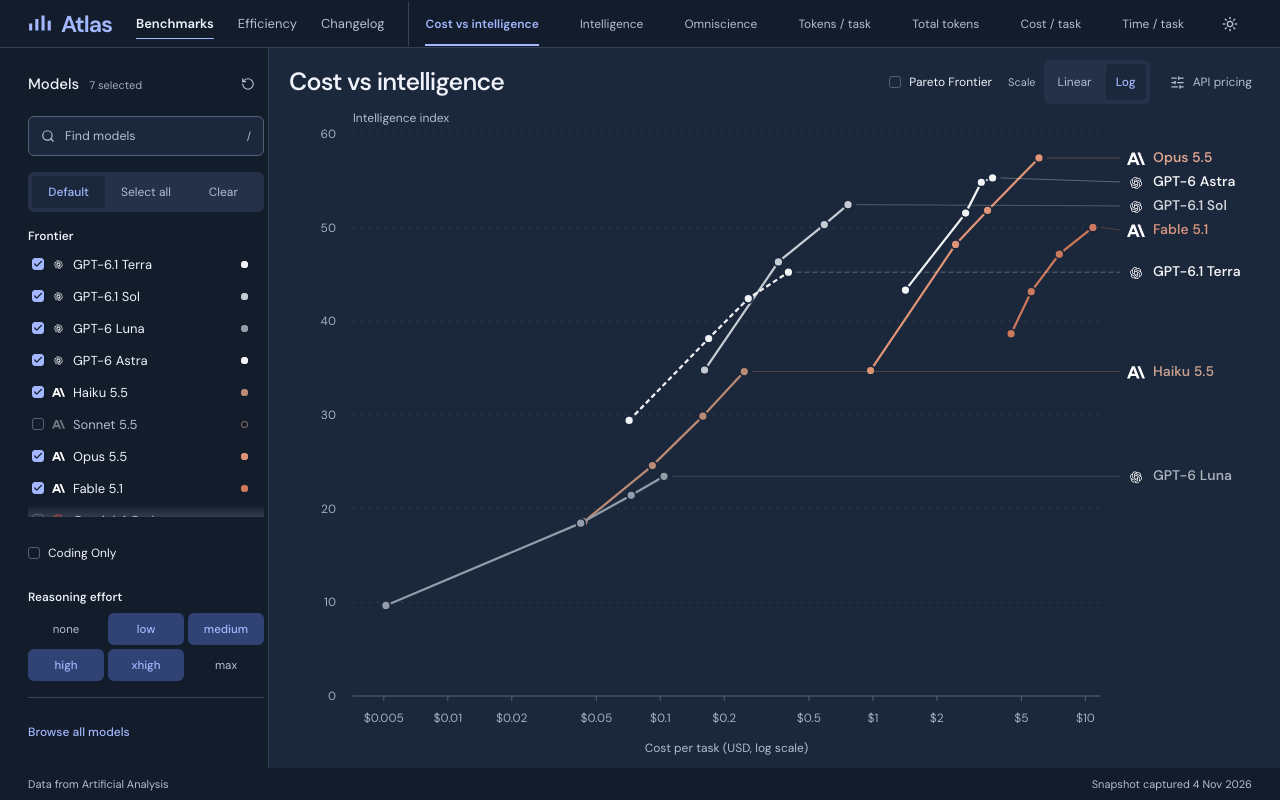 Atlas
Benchmarks
Efficiency
Changelog
Cost vs intelligence
Intelligence
Omniscience
Tokens / task
Total tokens
Cost / task
Time / task
Models
7 selected
Find models
/
Default
Select all
Clear
Frontier
GPT-6.1 Terra
GPT-6.1 Sol
GPT-6 Luna
GPT-6 Astra
Haiku 5.5
Sonnet 5.5
Opus 5.5
Fable 5.1
Coding Only
Reasoning effort
none
low
medium
high
xhigh
max
Browse all models
Cost vs intelligence
Pareto Frontier
Scale
Linear
Log
API pricing
Intelligence index
60
50
40
30
20
10
0
Opus 5.5
GPT-6 Astra
GPT-6.1 Sol
Fable 5.1
GPT-6.1 Terra
Haiku 5.5
GPT-6 Luna
$0.005
$0.01
$0.02
$0.05
$0.1
$0.2
$0.5
$1
$2
$5
$10
Cost per task (USD, log scale)
Data from Artificial Analysis
Snapshot captured 4 Nov 2026